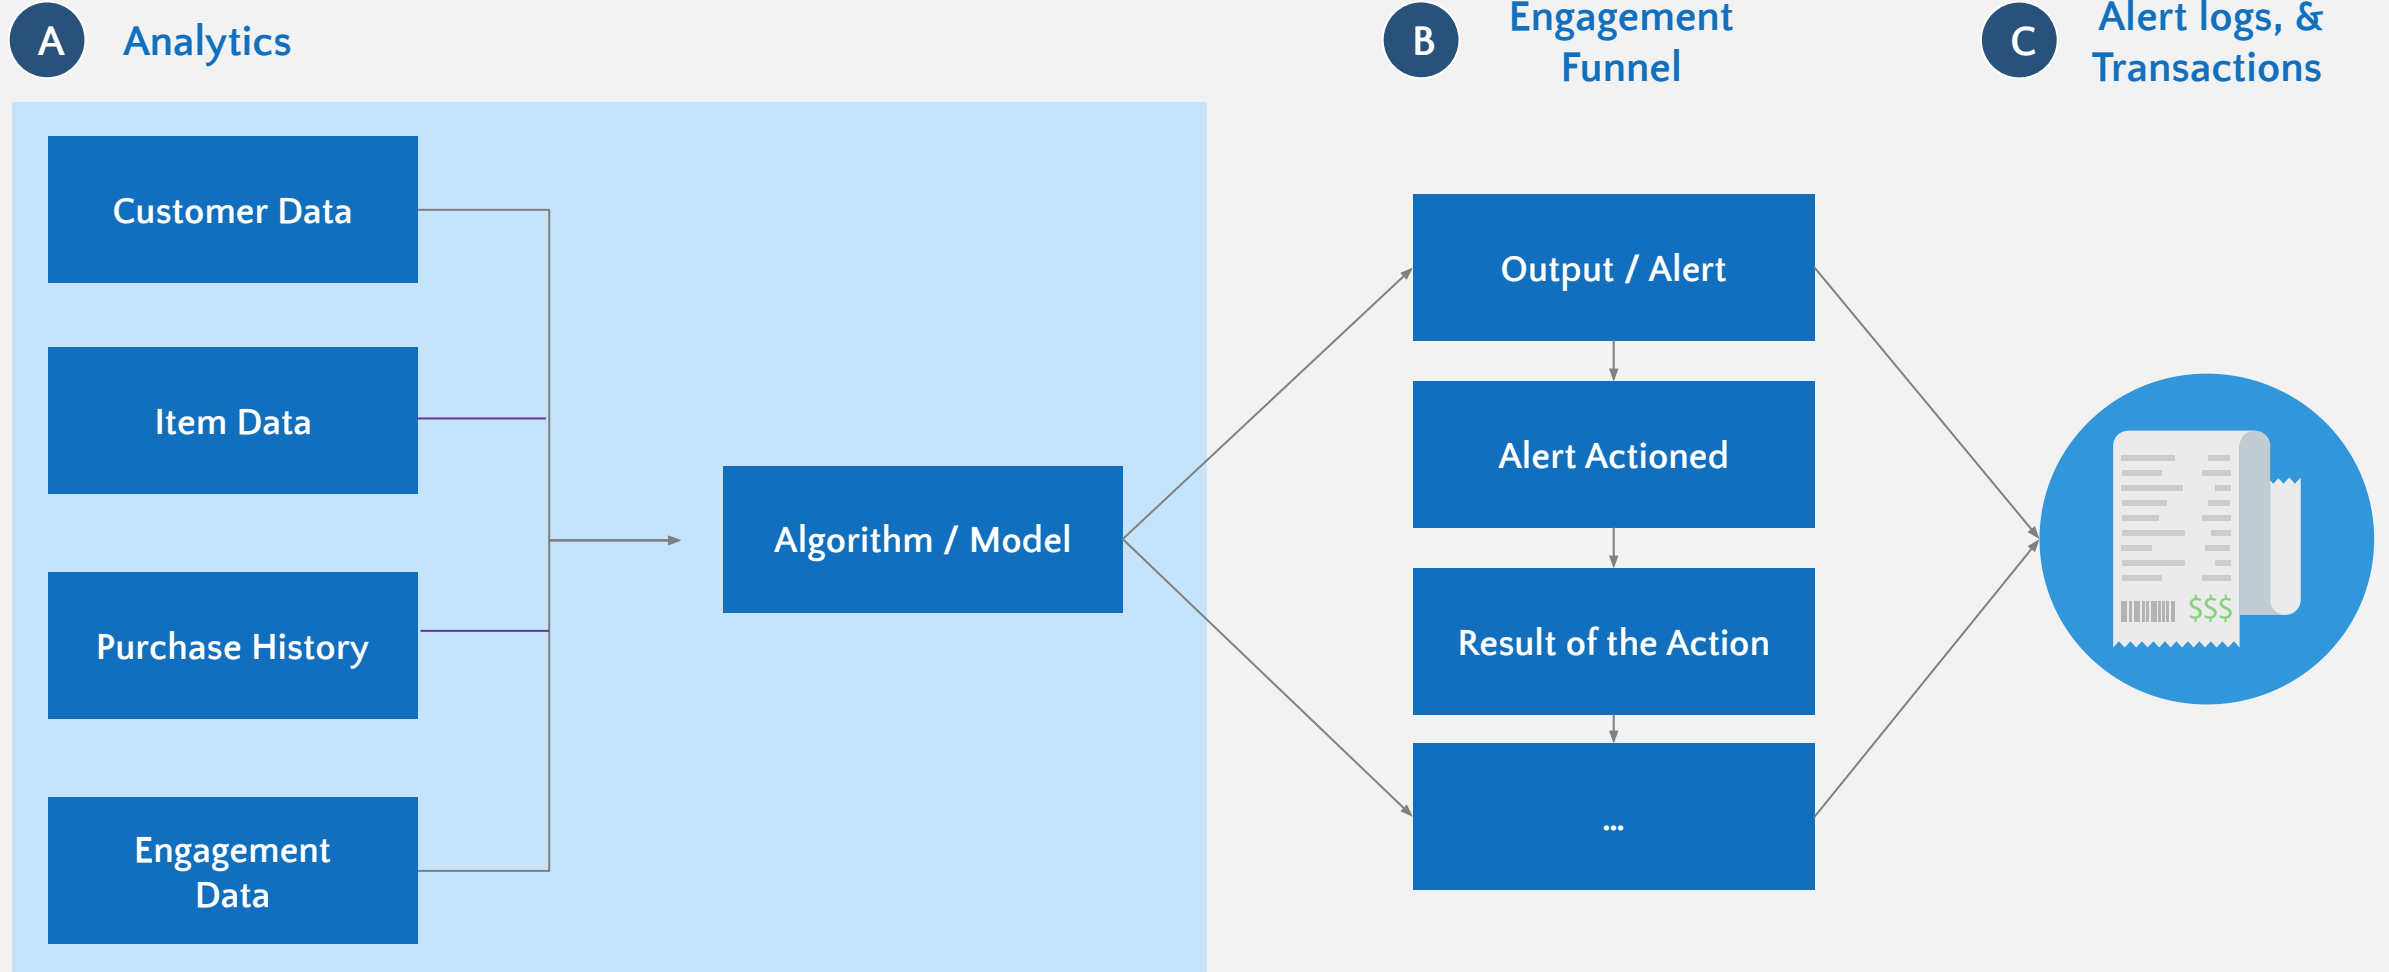 A
Analytics
B
Engagement
Funnel
C
Alert logs, &
Transactions
Customer Data
Item Data
Purchase History
Engagement
Data
Algorithm / Model
Output / Alert
Alert Actioned
Result of the Action
...
$$$